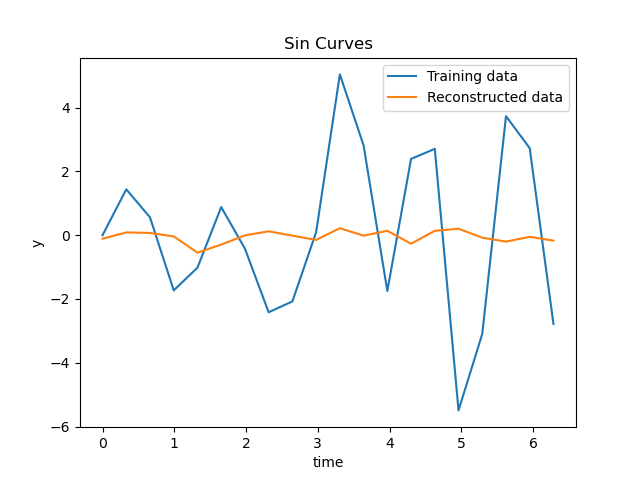 Sin Curves
Training data
Reconstructed data
4
2
0
−2
−4
−6
y
0 1 2 3 4 5 6
time